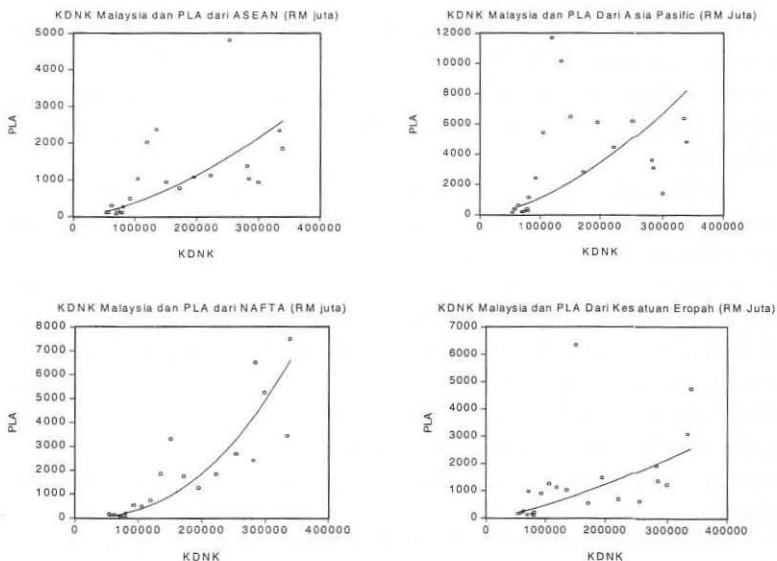 KDNK Malaysia dan PLA dari ASEAN (RM juta)
5000
4000
3000
2000
1000
0
PLA
0 100000 200000 300000 400000
KDNK
KDNK Malaysia dan PLA Dari Asia Pasific (RM Juta)
12000
10000
8000
6000
4000
2000
0
PLA
0 100000 200000 300000 400000
KDNK
KDNK Malaysia dan PLA dari NAFTA (RM juta)
8000
7000
6000
5000
4000
3000
2000
1000
0
PLA
0 100000 200000 300000 400000
KDNK
KDNK Malaysia dan PLA Dari Kesatuan Eropah (RM Juta)
7000
6000
5000
4000
3000
2000
1000
0
PLA
0 100000 200000 300000 400000
KDNK